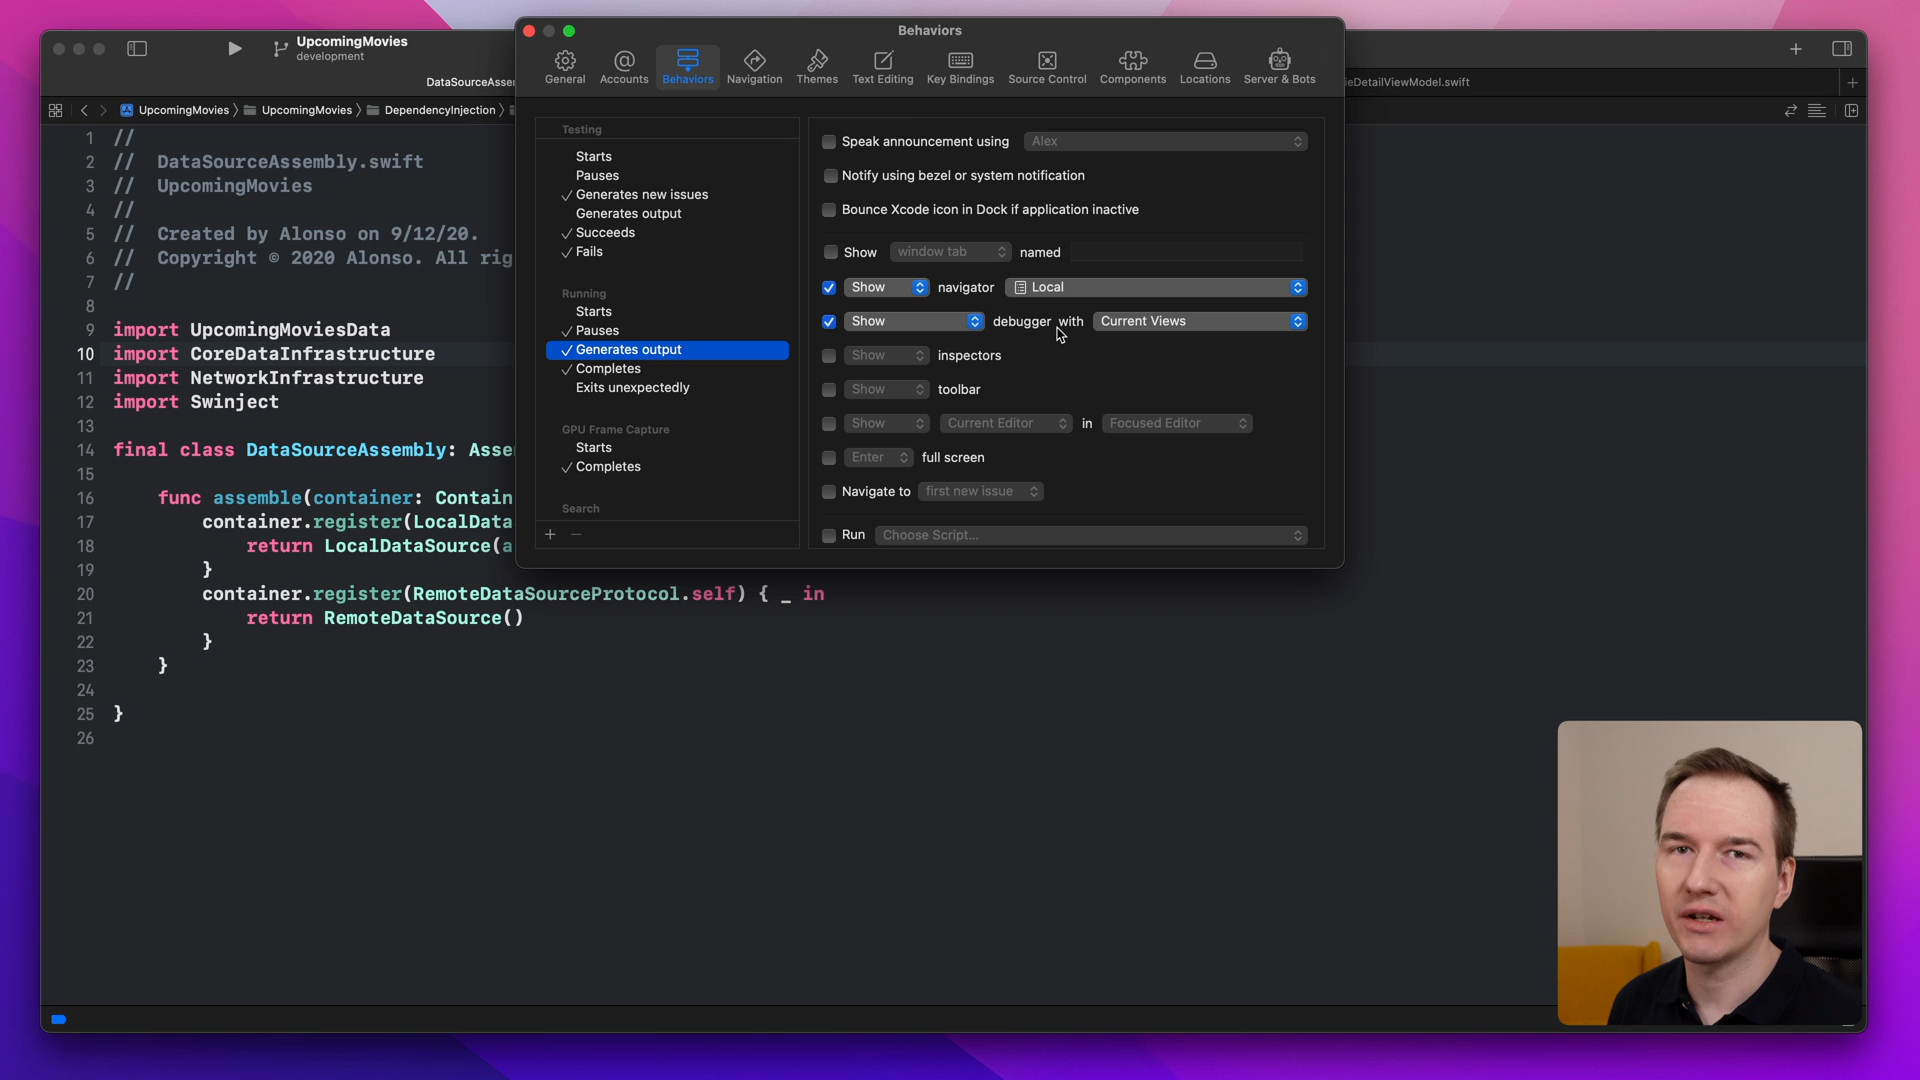 UpcomingMovies
development
DataSourceAssem
ieDetailViewModel.swift
UpcomingMovies
UpcomingMovies
DependencyInjection
1 //
2 //  DataSourceAssembly.swift
3 //  UpcomingMovies
4 //
5 //  Created by Alonso on 9/12/20.
6 //  Copyright © 2020 Alonso. All rig
7 //
8
9 import UpcomingMoviesData
10 import CoreDataInfrastructure
11 import NetworkInfrastructure
12 import Swinject
13
14 final class DataSourceAssembly: Asse
15
16     func assemble(container: Contain
17         container.register(LocalData
18             return LocalDataSource(a
19         }
20         container.register(RemoteDataSourceProtocol.self) { _ in
21             return RemoteDataSource()
22         }
23     }
24
25 }
26
Behaviors
General
Accounts
Behaviors
Navigation
Themes
Text Editing
Key Bindings
Source Control
Components
Locations
Server & Bots
Testing
Starts
Pauses
Generates new issues
Generates output
Succeeds
Fails
Running
Starts
Pauses
Generates output
Completes
Exits unexpectedly
GPU Frame Capture
Starts
Completes
Search
Speak announcement using Alex
Notify using bezel or system notification
Bounce Xcode icon in Dock if application inactive
Show window tab named
Show navigator Local
Show debugger with Current Views
Show inspectors
Show toolbar
Show Current Editor in Focused Editor
Enter full screen
Navigate to first new issue
Run Choose Script...